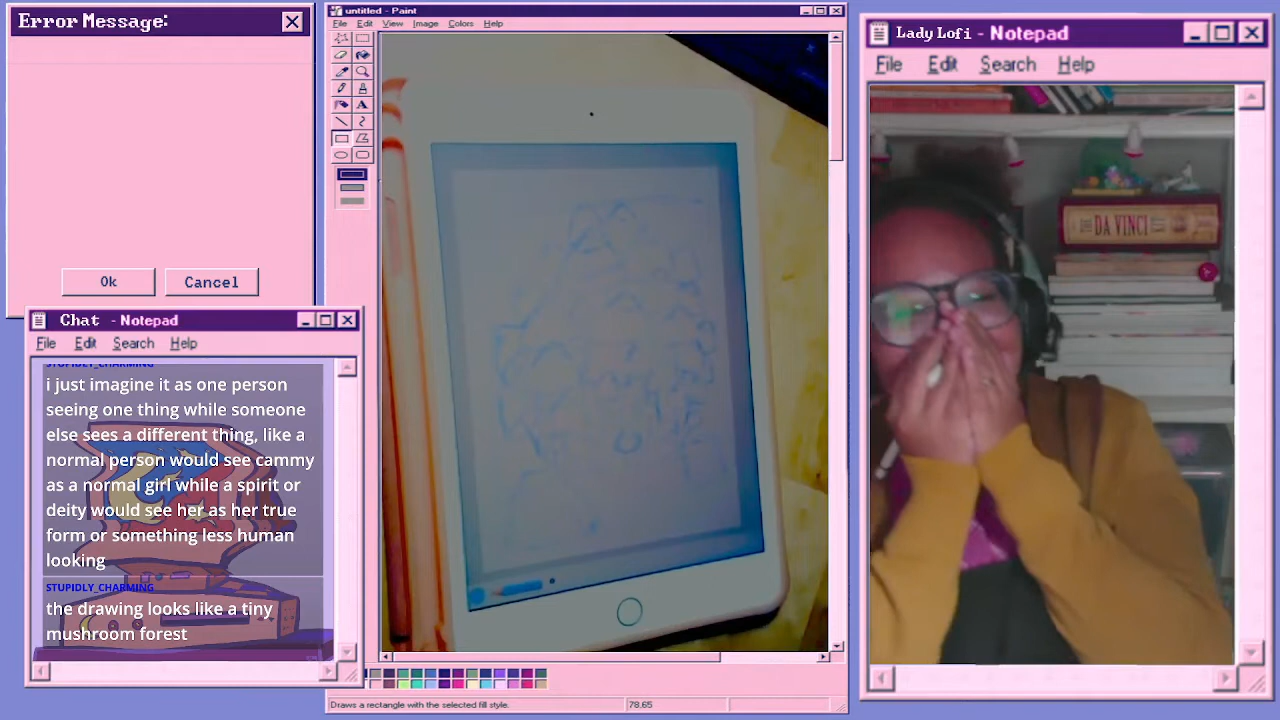 Error Message:
Ok
Cancel
untitled - Paint
File Edit View Image Colors Help
Draws a rectangle with the selected fill style.
78.65
Chat - Notepad
File Edit Search Help
STUPIDLY_CHARMING
i just imagine it as one person
seeing one thing while someone
else sees a different thing, like a
normal person would see cammy
as a normal girl while a spirit or
deity would see her as her true
form or something less human
looking
STUPIDLY_CHARMING
the drawing looks like a tiny
mushroom forest
Lady Lofi - Notepad
File Edit Search Help
THE DA VINCI KIT